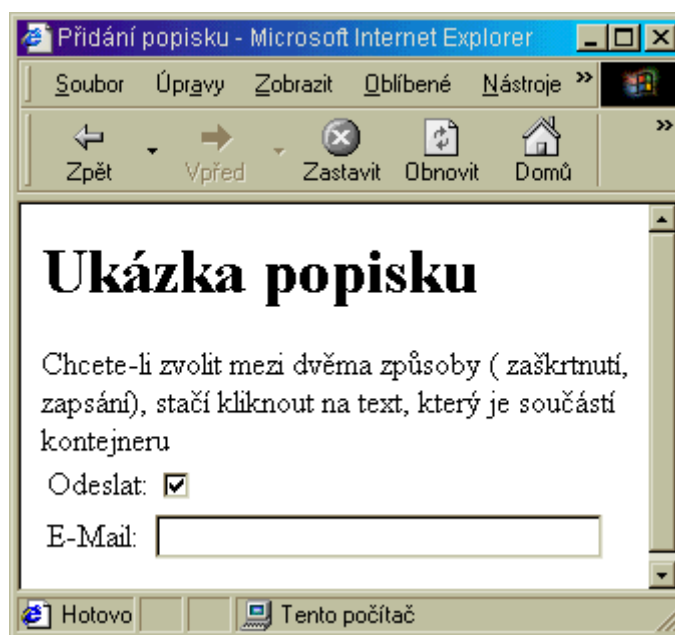 Přidání popisku - Microsoft Internet Explorer
Soubor Úpravy Zobrazit Oblíbené Nástroje »
Zpět Vpřed Zastavit Obnovit Domů »
Ukázka popisku
Chcete-li zvolit mezi dvěma způsoby ( zaškrtnutí,
zapsání), stačí kliknout na text, který je součástí
kontejneru
Odeslat:
E-Mail:
Hotovo Tento počítač